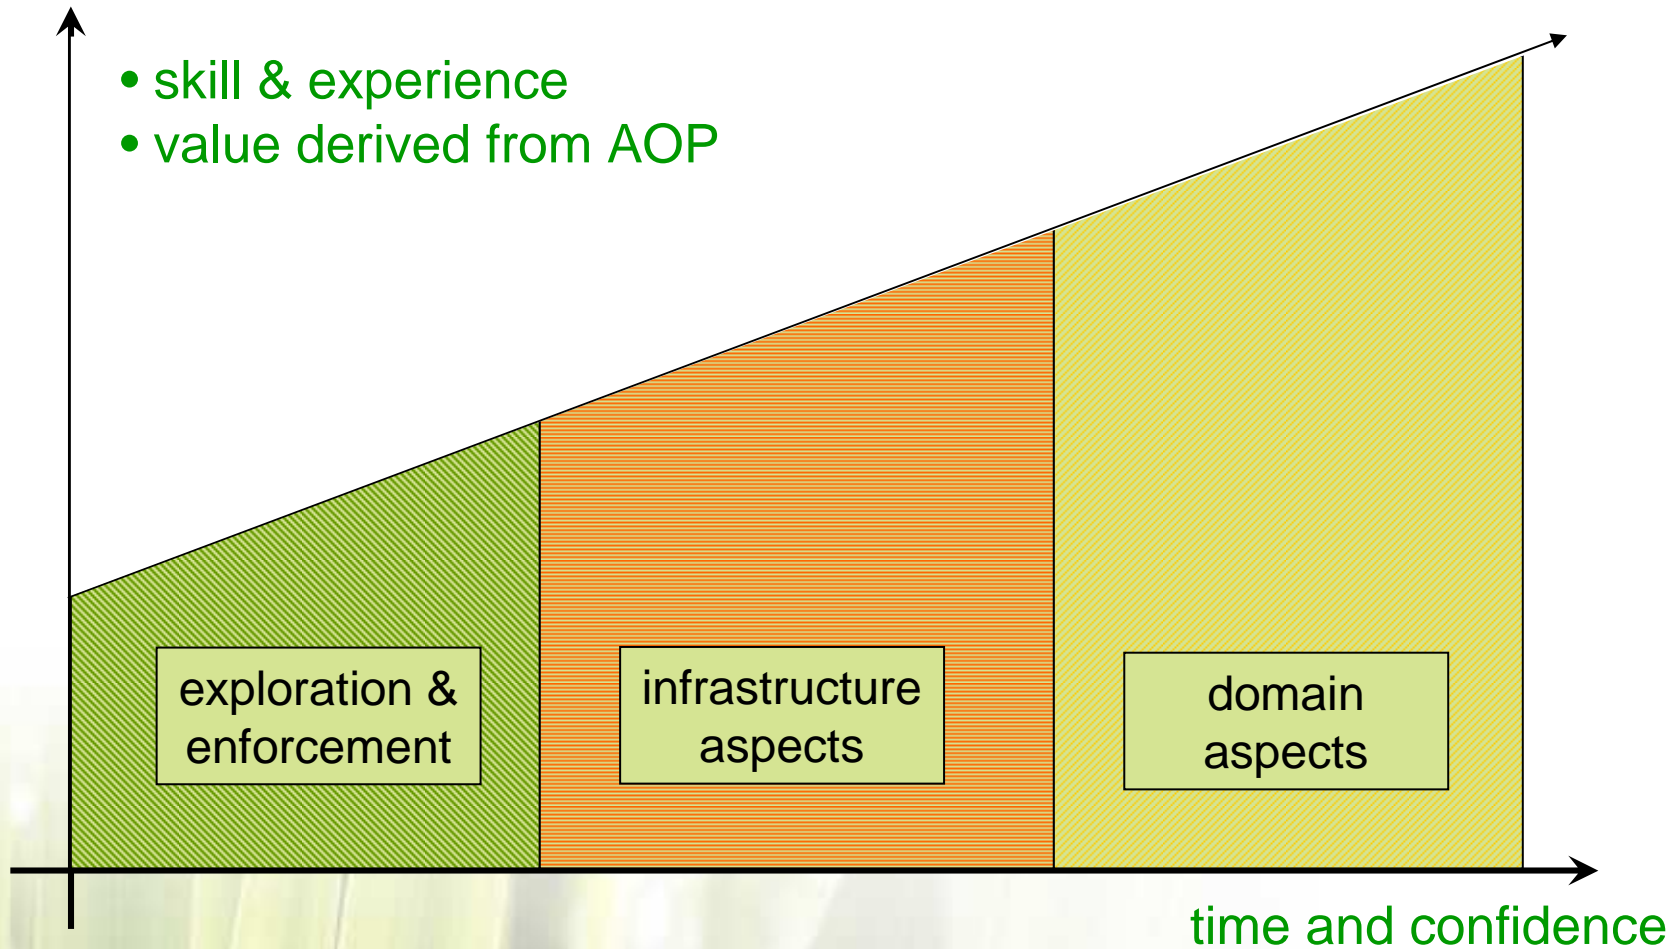 • skill & experience
• value derived from AOP
exploration &
enforcement
infrastructure
aspects
domain
aspects
time and confidence